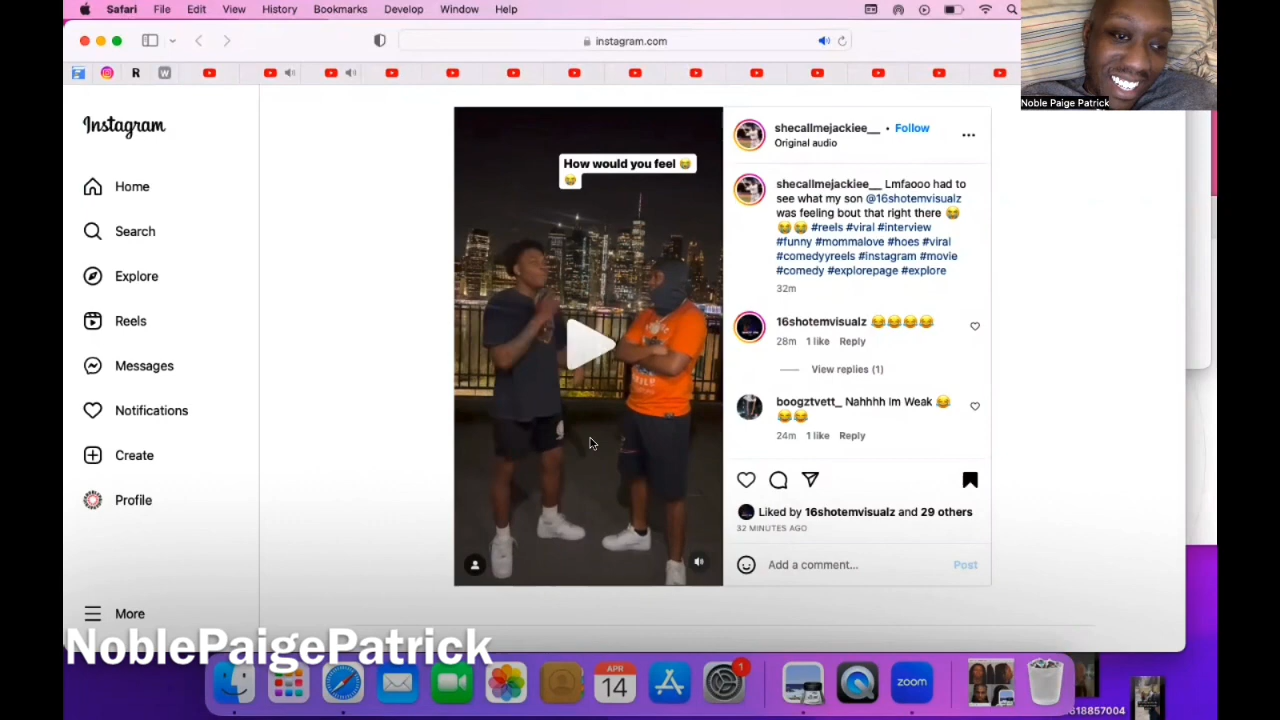 Safari File Edit View History Bookmarks Develop Window Help
instagram.com
R W
Noble Paige Patrick
Instagram
Home
Search
Explore
Reels
Messages
Notifications
Create
Profile
More
How would you feel 😭
😭
shecallmejackiee__ • Follow
Original audio
•••
shecallmejackiee__ Lmfaooo had to
see what my son @16shotemvisualz
was feeling bout that right there 😭
😭 😭 #reels #viral #interview
#funny #mommalove #hoes #viral
#comedyyreels #instagram #movie
#comedy #explorepage #explore
32m
16shotemvisualz 😂😂😂😂
28m 1 like Reply
View replies (1)
boogztvett_ Nahhhh Im Weak 😂
😂😂
24m 1 like Reply
Liked by 16shotemvisualz and 29 others
32 MINUTES AGO
Add a comment... Post
NoblePaigePatrick
APR
14
1
zoom
618857004